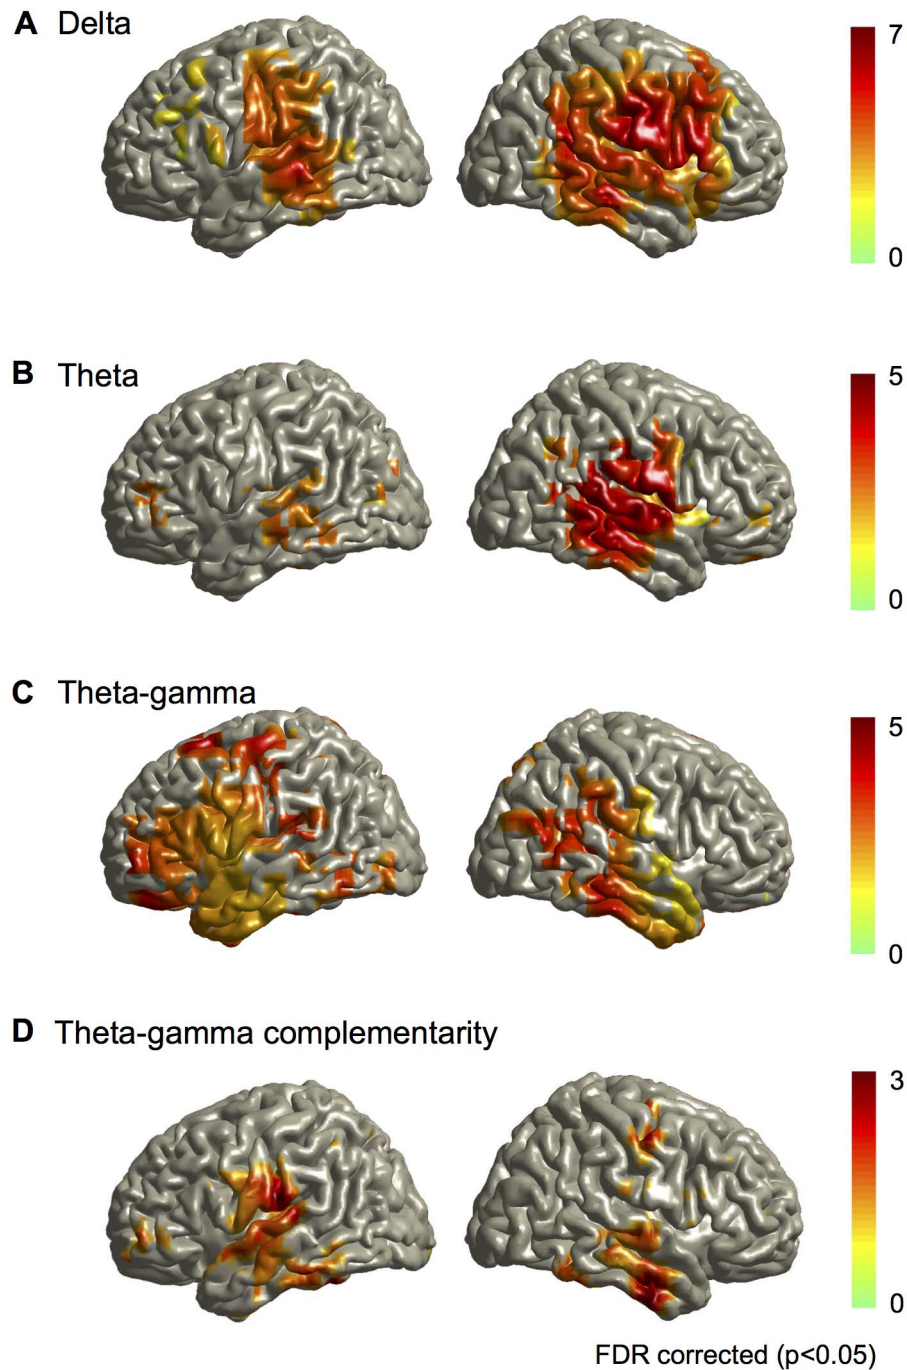 A Delta
7
0
B Theta
5
0
C Theta-gamma
5
0
D Theta-gamma complementarity
3
0
FDR corrected (p<0.05)